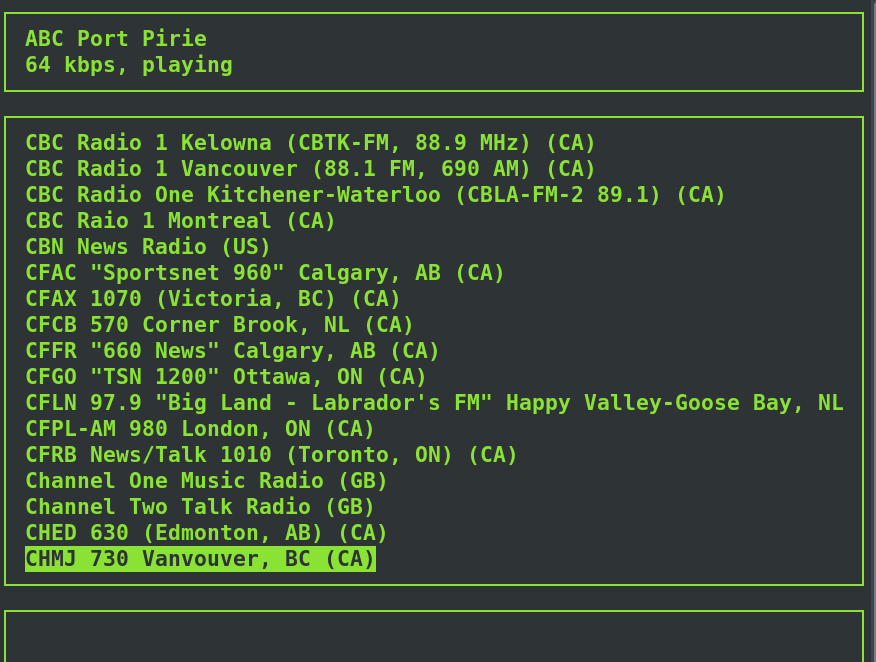 ABC Port Pirie
64 kbps, playing
CBC Radio 1 Kelowna (CBTK-FM, 88.9 MHz) (CA)
CBC Radio 1 Vancouver (88.1 FM, 690 AM) (CA)
CBC Radio One Kitchener-Waterloo (CBLA-FM-2 89.1) (CA)
CBC Raio 1 Montreal (CA)
CBN News Radio (US)
CFAC "Sportsnet 960" Calgary, AB (CA)
CFAX 1070 (Victoria, BC) (CA)
CFCB 570 Corner Brook, NL (CA)
CFFR "660 News" Calgary, AB (CA)
CFGO "TSN 1200" Ottawa, ON (CA)
CFLN 97.9 "Big Land - Labrador's FM" Happy Valley-Goose Bay, NL
CFPL-AM 980 London, ON (CA)
CFRB News/Talk 1010 (Toronto, ON) (CA)
Channel One Music Radio (GB)
Channel Two Talk Radio (GB)
CHED 630 (Edmonton, AB) (CA)
CHMJ 730 Vanvouver, BC (CA)